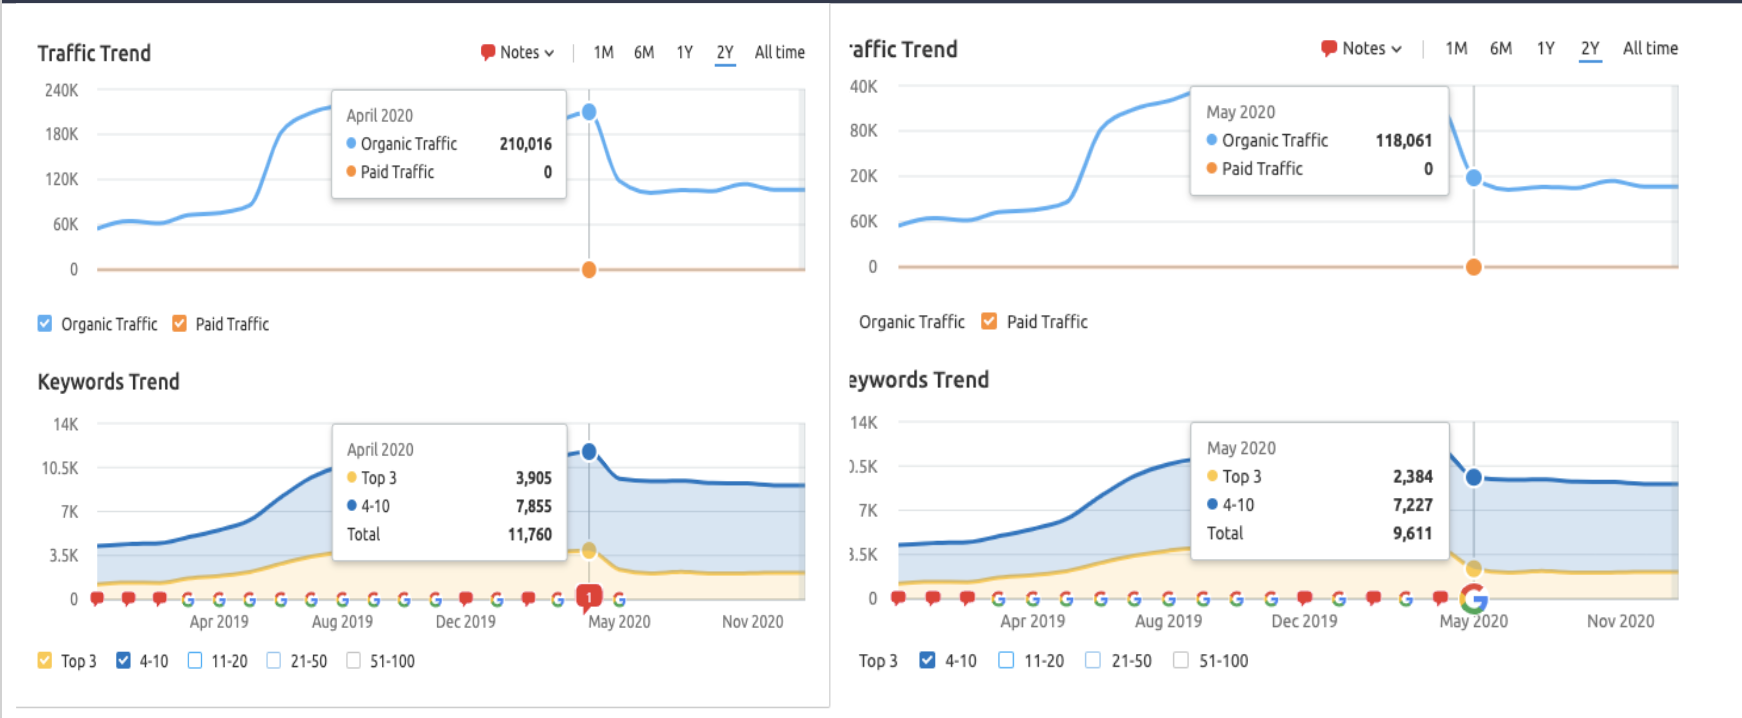 Traffic Trend
Notes 1M 6M 1Y 2Y All time
240K
180K
120K
60K
0
April 2020
Organic Traffic 210,016
Paid Traffic 0
Organic Traffic Paid Traffic
Keywords Trend
14K
10.5K
7K
3.5K
0
April 2020
Top 3 3,905
4-10 7,855
Total 11,760
1
Apr 2019 Aug 2019 Dec 2019 May 2020 Nov 2020
Top 3 4-10 11-20 21-50 51-100
raffic Trend
Notes 1M 6M 1Y 2Y All time
40K
80K
20K
60K
0
May 2020
Organic Traffic 118,061
Paid Traffic 0
Organic Traffic Paid Traffic
eywords Trend
14K
0.5K
7K
3.5K
0
May 2020
Top 3 2,384
4-10 7,227
Total 9,611
Apr 2019 Aug 2019 Dec 2019 May 2020 Nov 2020
Top 3 4-10 11-20 21-50 51-100